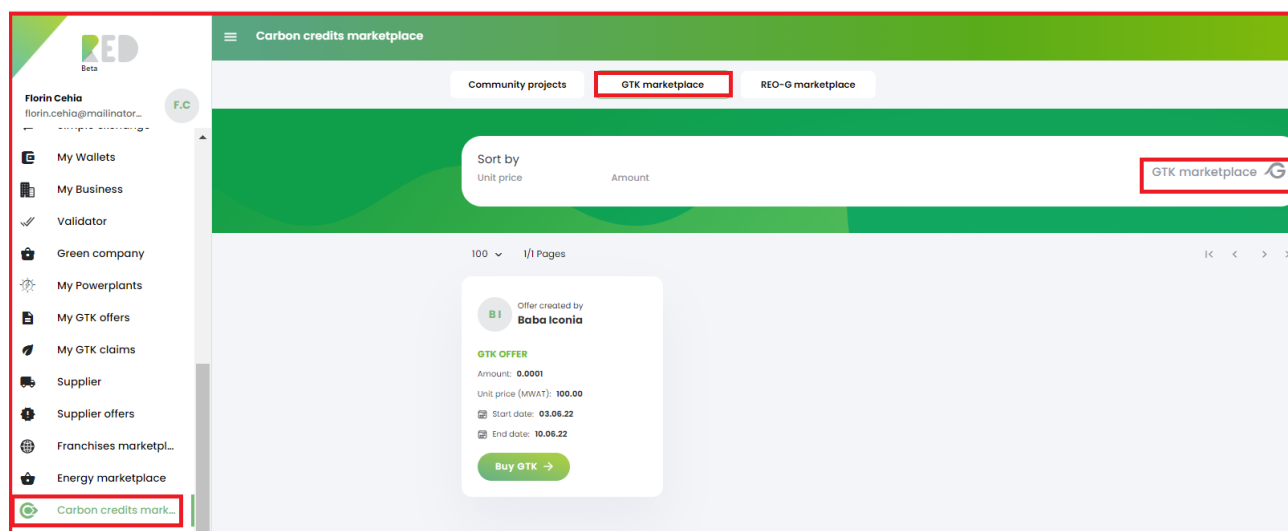 RED
Beta
Florin Cehia
florin.cehia@mailinator...
F.C
My Wallets
My Business
Validator
Green company
My Powerplants
My GTK offers
My GTK claims
Supplier
Supplier offers
Franchises marketpl...
Energy marketplace
Carbon credits mark...
Carbon credits marketplace
Community projects
GTK marketplace
REO-G marketplace
Sort by
Unit price Amount
GTK marketplace
100 1/1 Pages
B I
Offer created by
Baba Iconia
GTK OFFER
Amount: 0.0001
Unit price (MWAT): 100.00
Start date: 03.06.22
End date: 10.06.22
Buy GTK →